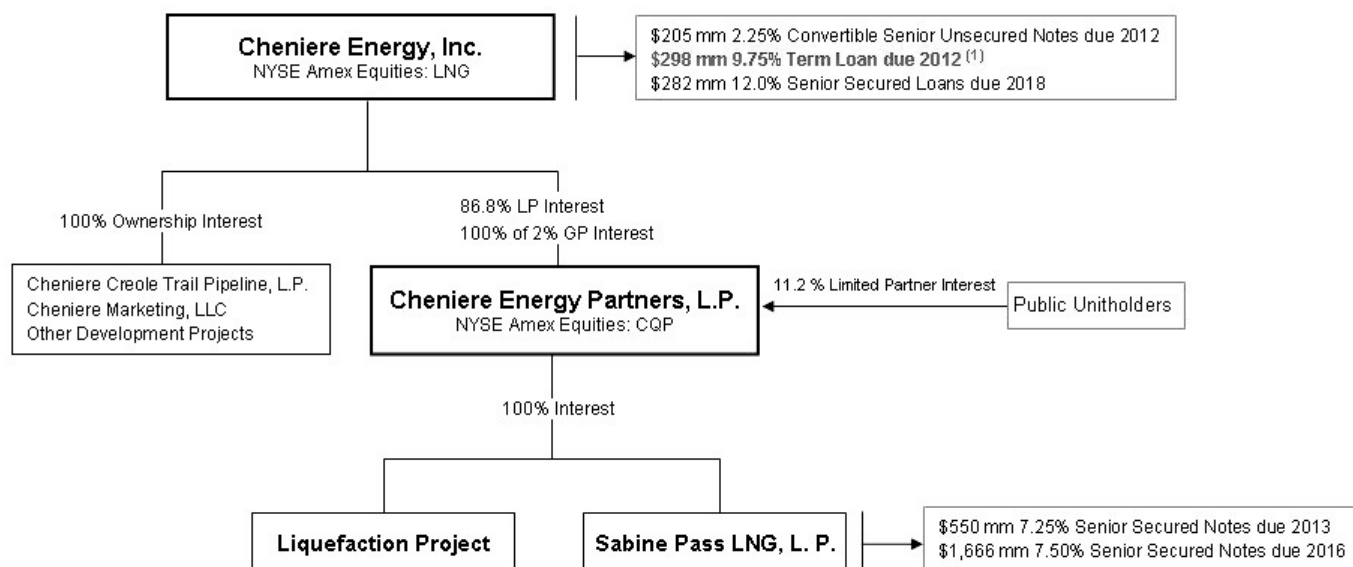 Cheniere Energy, Inc.
NYSE Amex Equities: LNG
$205 mm 2.25% Convertible Senior Unsecured Notes due 2012
$298 mm 9.75% Term Loan due 2012 (1)
$282 mm 12.0% Senior Secured Loans due 2018
100% Ownership Interest
86.8% LP Interest
100% of 2% GP Interest
Cheniere Creole Trail Pipeline, L.P.
Cheniere Marketing, LLC
Other Development Projects
Cheniere Energy Partners, L.P.
NYSE Amex Equities: CQP
11.2 % Limited Partner Interest
Public Unitholders
100% Interest
Liquefaction Project
Sabine Pass LNG, L. P.
$550 mm 7.25% Senior Secured Notes due 2013
$1,666 mm 7.50% Senior Secured Notes due 2016